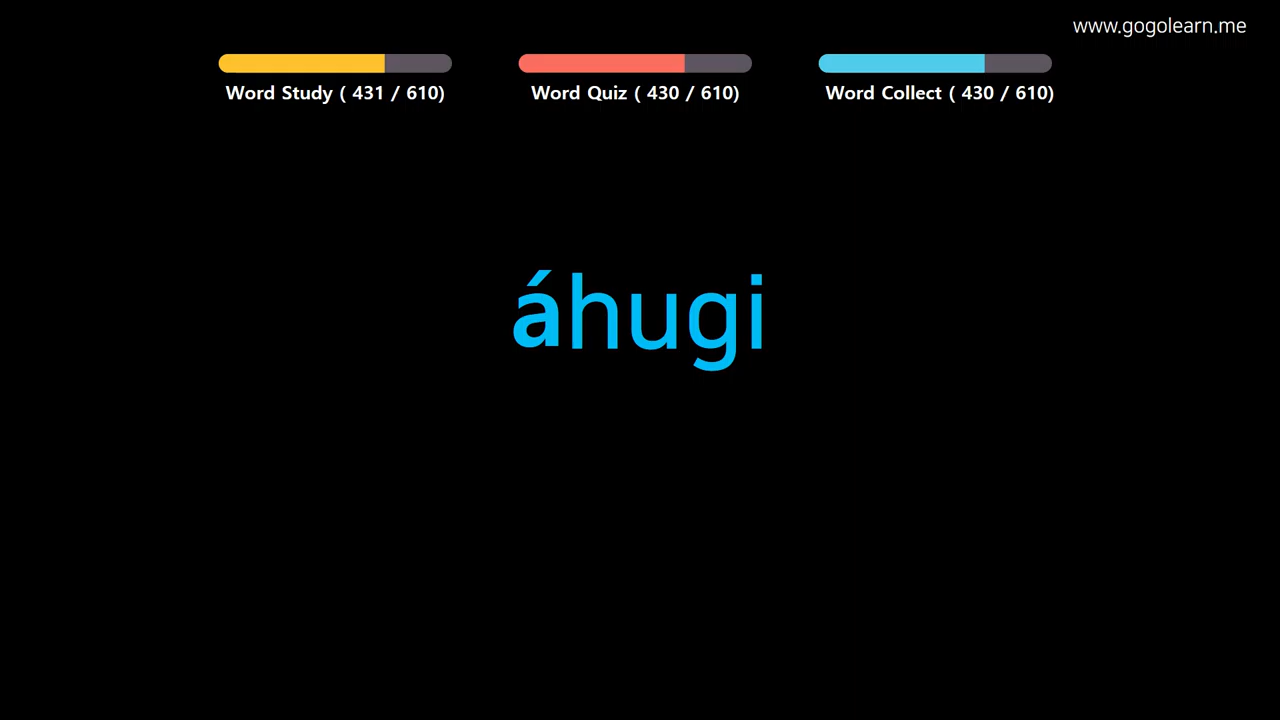 www.gogolearn.me
Word Study ( 431 / 610)
Word Quiz ( 430 / 610)
Word Collect ( 430 / 610)
áhugi